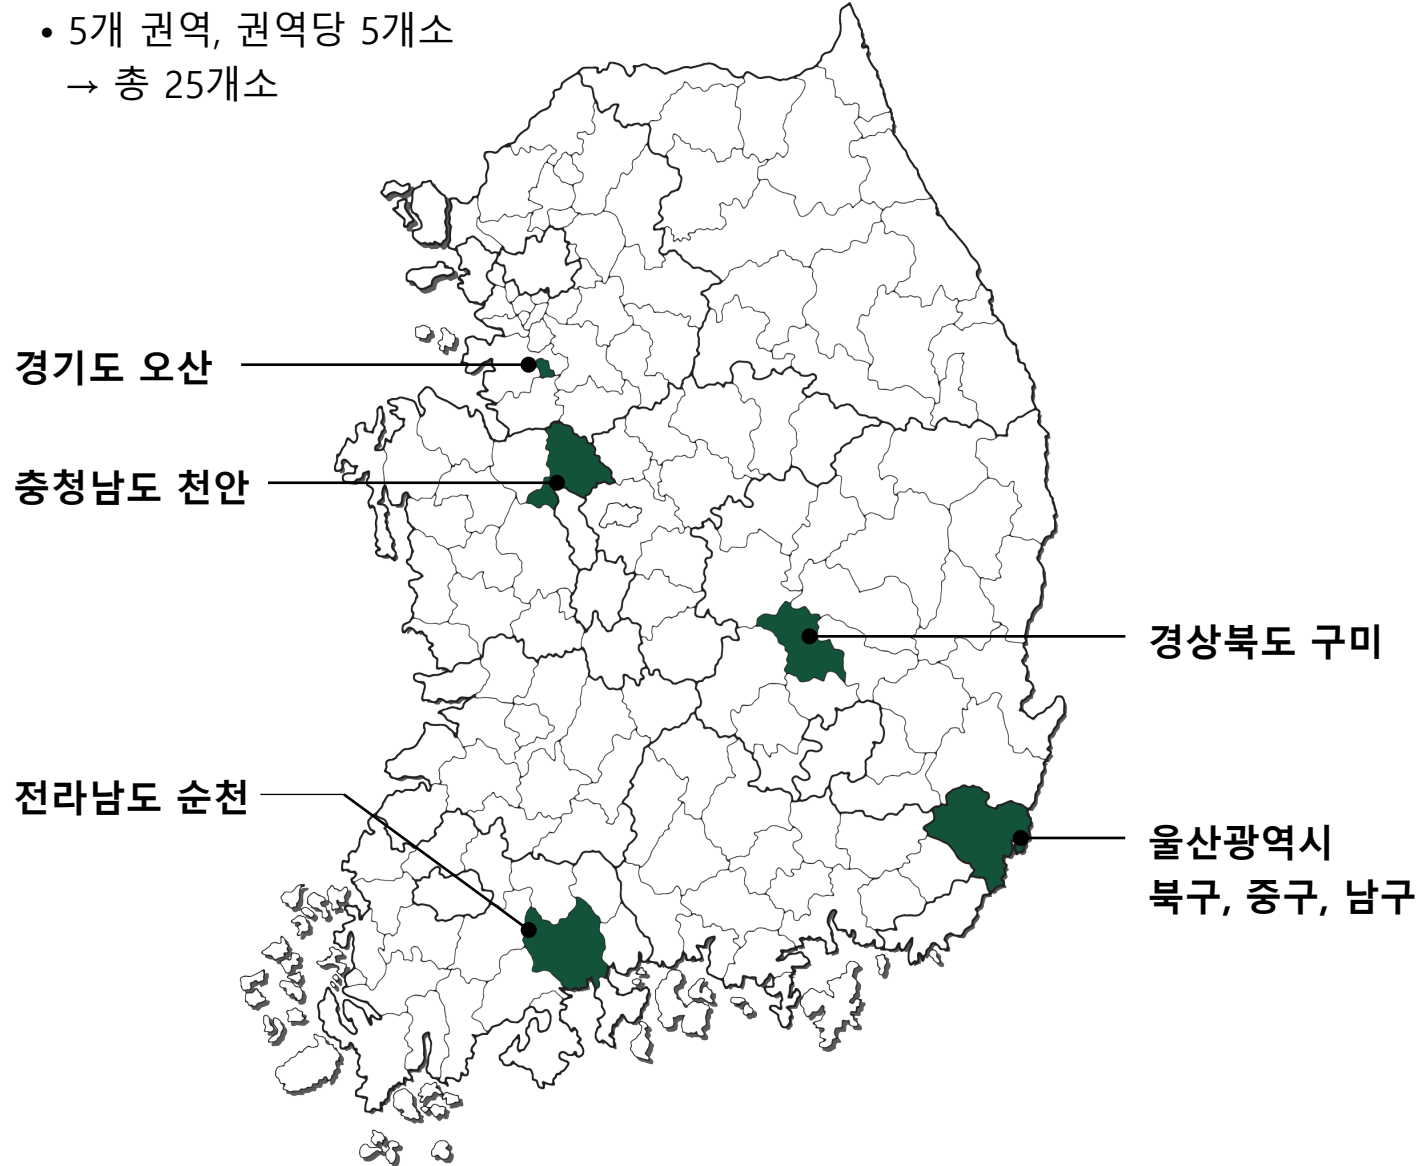 • 5개 권역, 권역당 5개소
→ 총 25개소
경기도 오산
충청남도 천안
경상북도 구미
전라남도 순천
울산광역시
북구, 중구, 남구